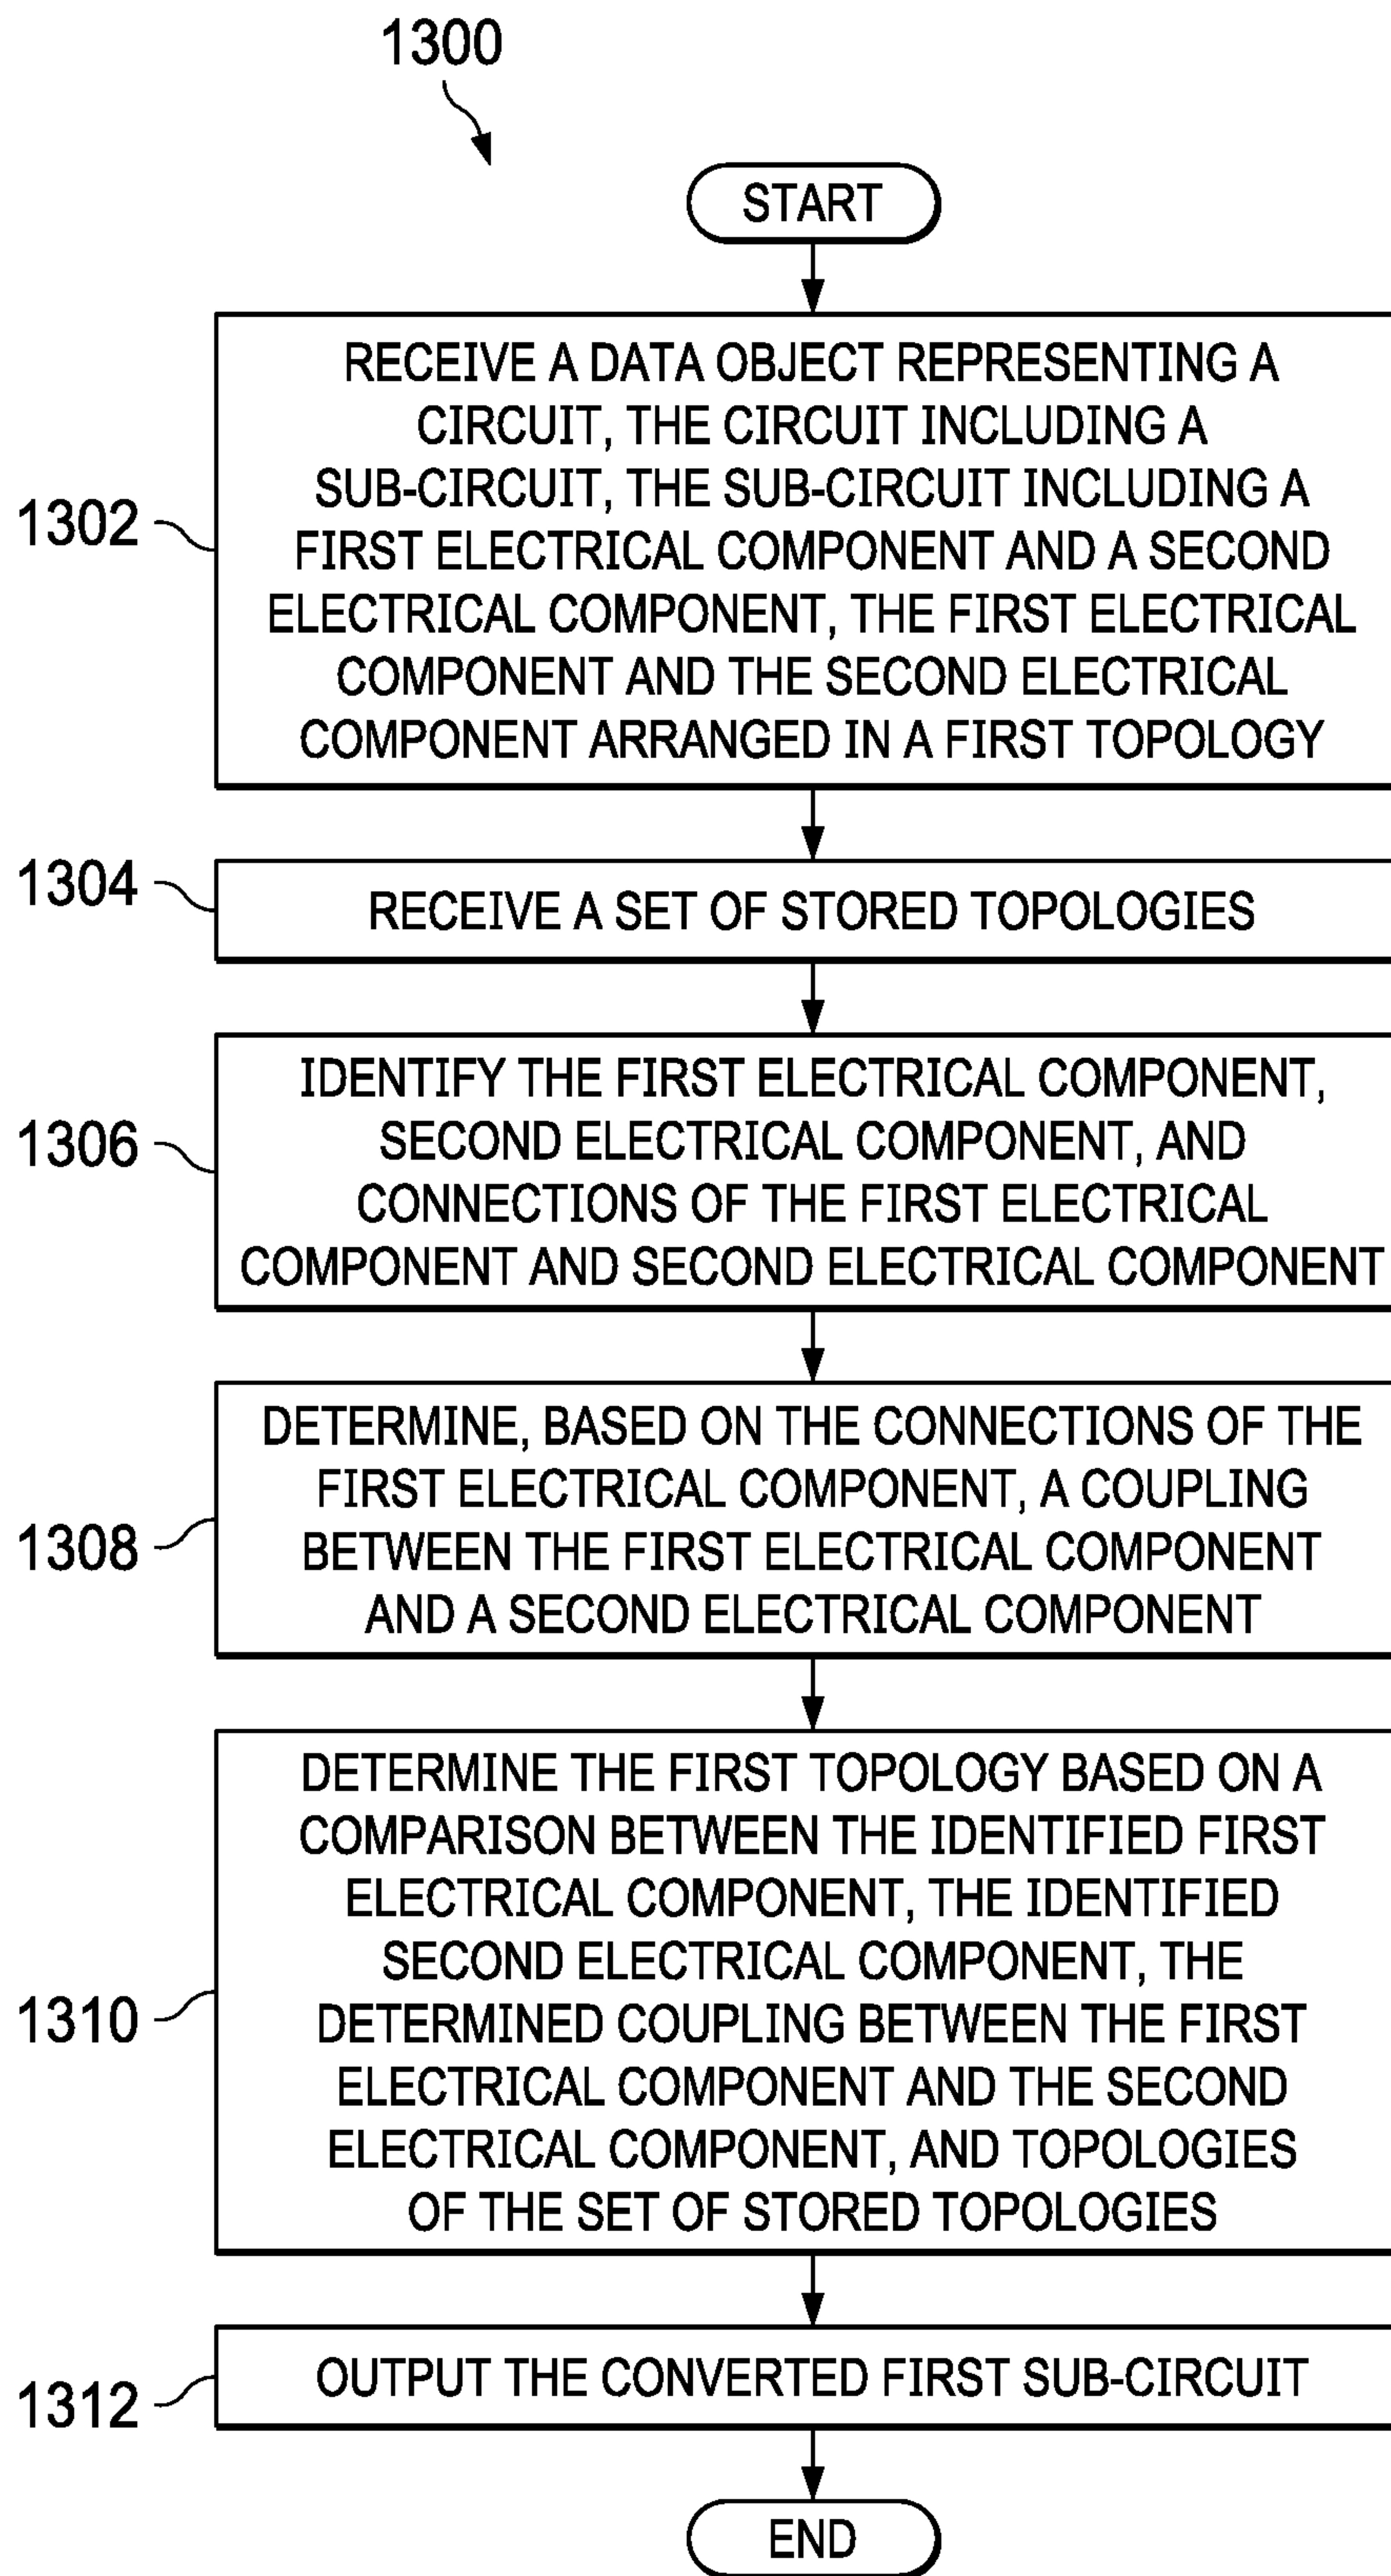 1300
START
1302
RECEIVE A DATA OBJECT REPRESENTING A
CIRCUIT, THE CIRCUIT INCLUDING A
SUB-CIRCUIT, THE SUB-CIRCUIT INCLUDING A
FIRST ELECTRICAL COMPONENT AND A SECOND
ELECTRICAL COMPONENT, THE FIRST ELECTRICAL
COMPONENT AND THE SECOND ELECTRICAL
COMPONENT ARRANGED IN A FIRST TOPOLOGY
1304
RECEIVE A SET OF STORED TOPOLOGIES
1306
IDENTIFY THE FIRST ELECTRICAL COMPONENT,
SECOND ELECTRICAL COMPONENT, AND
CONNECTIONS OF THE FIRST ELECTRICAL
COMPONENT AND SECOND ELECTRICAL COMPONENT
1308
DETERMINE, BASED ON THE CONNECTIONS OF THE
FIRST ELECTRICAL COMPONENT, A COUPLING
BETWEEN THE FIRST ELECTRICAL COMPONENT
AND A SECOND ELECTRICAL COMPONENT
1310
DETERMINE THE FIRST TOPOLOGY BASED ON A
COMPARISON BETWEEN THE IDENTIFIED FIRST
ELECTRICAL COMPONENT, THE IDENTIFIED
SECOND ELECTRICAL COMPONENT, THE
DETERMINED COUPLING BETWEEN THE FIRST
ELECTRICAL COMPONENT AND THE SECOND
ELECTRICAL COMPONENT, AND TOPOLOGIES
OF THE SET OF STORED TOPOLOGIES
1312
OUTPUT THE CONVERTED FIRST SUB-CIRCUIT
END